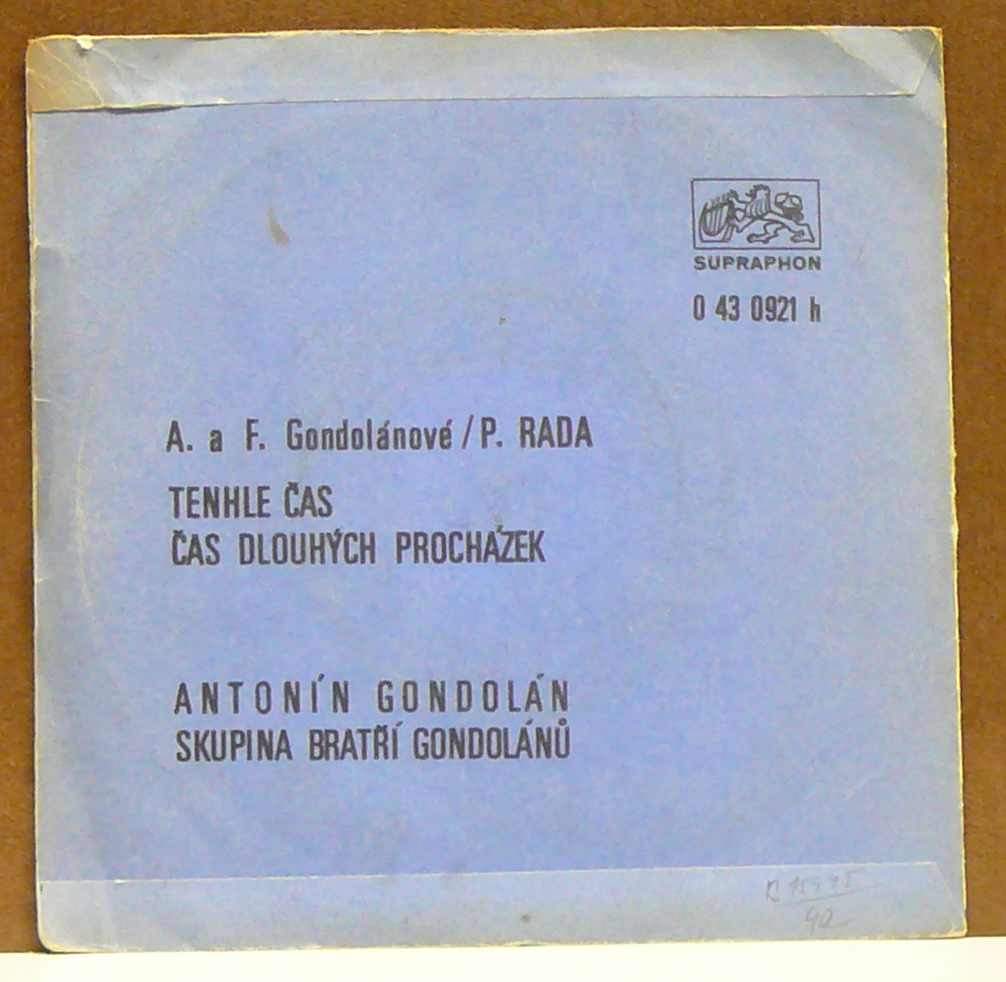 SUPRAPHON
0 43 0921 h
A. a F. Gondolánové / P. RADA
TENHLE ČAS
ČAS DLOUHÝCH PROCHÁZEK
ANTONÍN GONDOLÁN
SKUPINA BRATŘÍ GONDOLÁNŮ